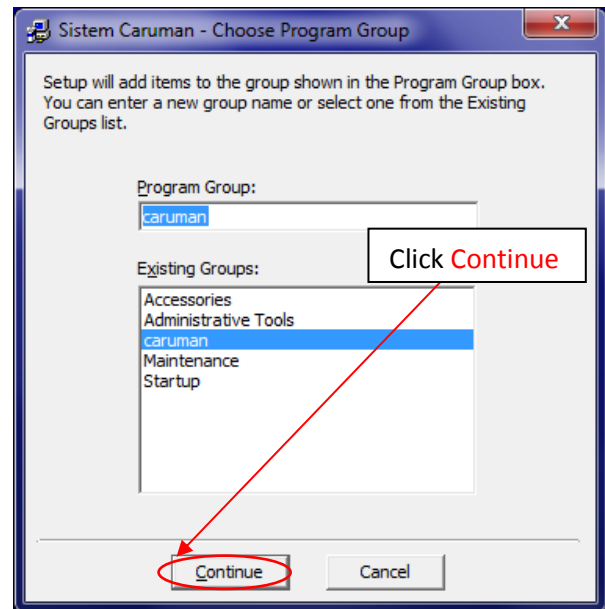 Sistem Caruman - Choose Program Group
Setup will add items to the group shown in the Program Group box.
You can enter a new group name or select one from the Existing
Groups list.
Program Group:
caruman
Click Continue
Existing Groups:
Accessories
Administrative Tools
caruman
Maintenance
Startup
Continue
Cancel